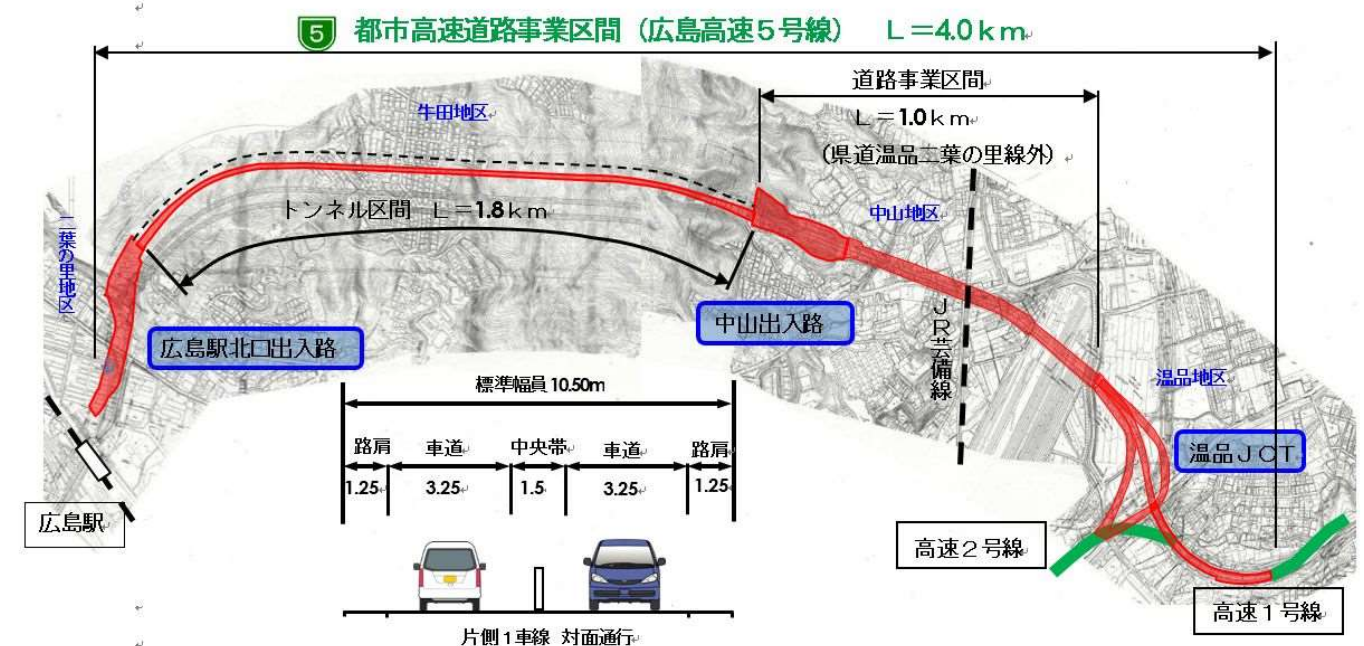 5 都市高速道路事業区間（広島高速５号線） Ｌ＝4.0ｋｍ
道路事業区間
Ｌ＝1.0ｋｍ
（県道温品二葉の里線外）
牛田地区
トンネル区間 Ｌ＝1.8ｋｍ
中山地区
二葉の里地区
広島駅北口出入路
中山出入路
ＪＲ芸備線
温品地区
温品ＪＣＴ
標準幅員 10.50m
路肩 車道 中央帯 車道 路肩
1.25 3.25 1.5 3.25 1.25
広島駅
高速２号線
高速１号線
片側１車線 対面通行